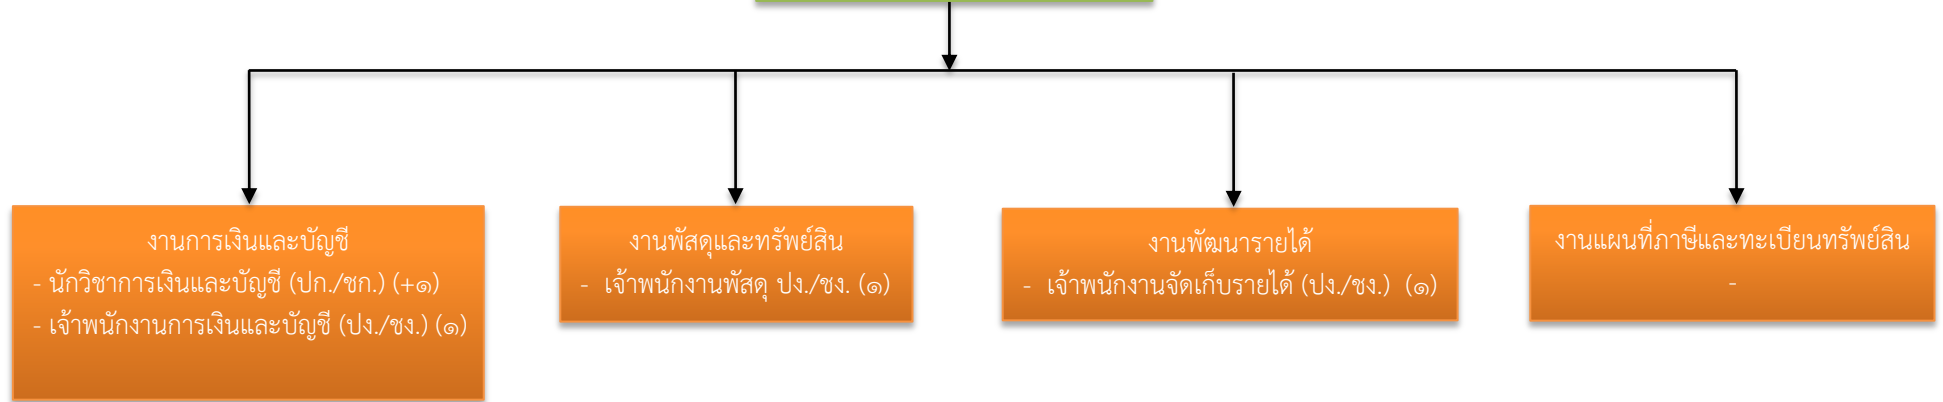 งานการเงินและบัญชี
- นักวิชาการเงินและบัญชี (ปก./ชก.) (+๑)
- เจ้าพนักงานการเงินและบัญชี (ปง./ชง.) (๑)
งานพัสดุและทรัพย์สิน
- เจ้าพนักงานพัสดุ ปง./ชง. (๑)
งานพัฒนารายได้
- เจ้าพนักงานจัดเก็บรายได้ (ปง./ชง.) (๑)
งานแผนที่ภาษีและทะเบียนทรัพย์สิน
-